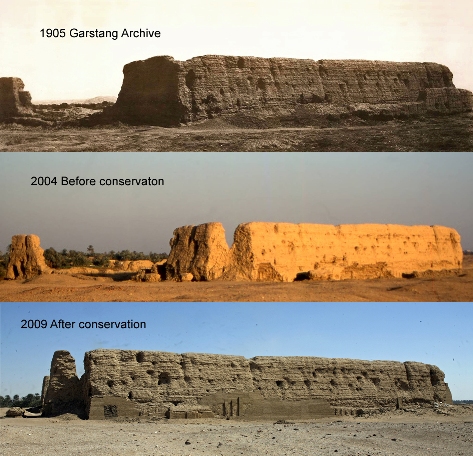 1905 Garstang Archive
2004 Before conservaton
2009 After conservation